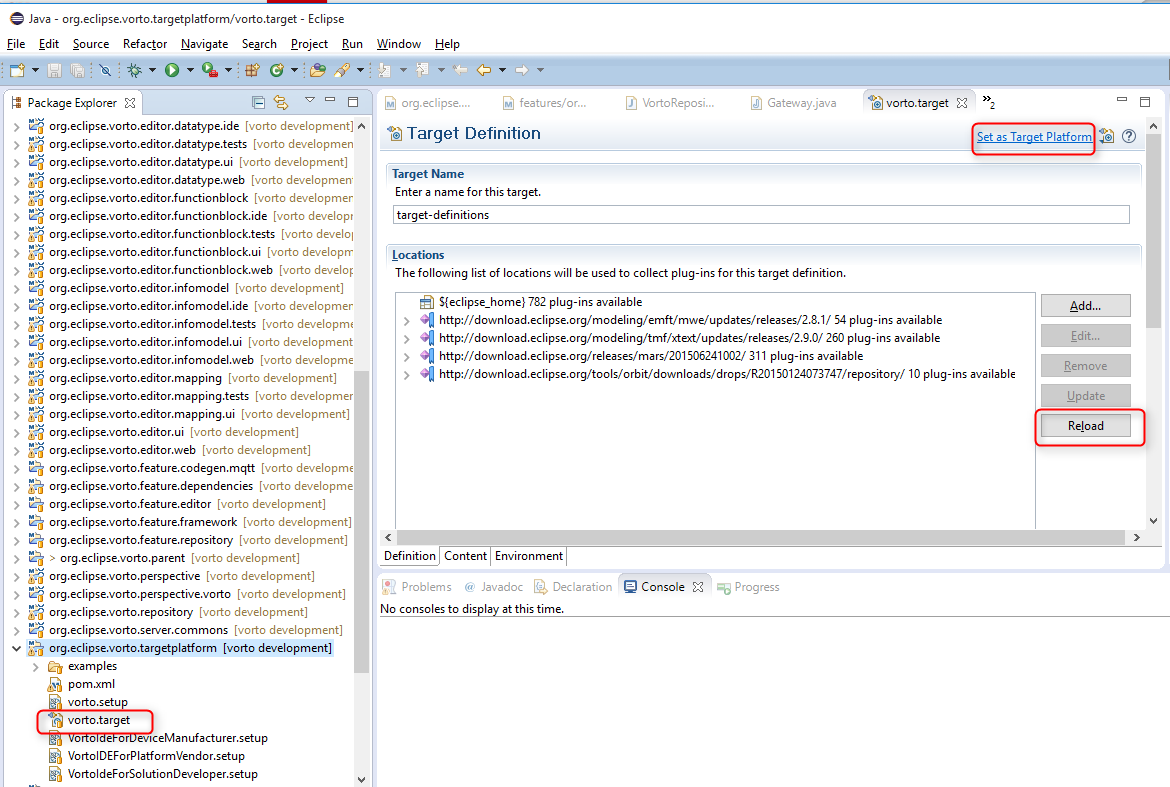 Java - org.eclipse.vorto.targetplatform/vorto.target - Eclipse
File Edit Source Refactor Navigate Search Project Run Window Help
Package Explorer
org.eclipse.vorto.editor.datatype.ide [vorto development]
org.eclipse.vorto.editor.datatype.tests [vorto developme
org.eclipse.vorto.editor.datatype.ui [vorto development]
org.eclipse.vorto.editor.datatype.web [vorto developmen
org.eclipse.vorto.editor.functionblock [vorto developmen
org.eclipse.vorto.editor.functionblock.ide [vorto develop
org.eclipse.vorto.editor.functionblock.tests [vorto develo
org.eclipse.vorto.editor.functionblock.ui [vorto developm
org.eclipse.vorto.editor.functionblock.web [vorto develop
org.eclipse.vorto.editor.infomodel [vorto development]
org.eclipse.vorto.editor.infomodel.ide [vorto developmen
org.eclipse.vorto.editor.infomodel.tests [vorto developm
org.eclipse.vorto.editor.infomodel.ui [vorto development
org.eclipse.vorto.editor.infomodel.web [vorto developme
org.eclipse.vorto.editor.mapping [vorto development]
org.eclipse.vorto.editor.mapping.tests [vorto developme
org.eclipse.vorto.editor.mapping.ui [vorto development]
org.eclipse.vorto.editor.ui [vorto development]
org.eclipse.vorto.editor.web [vorto development]
org.eclipse.vorto.feature.codegen.mqtt [vorto developme
org.eclipse.vorto.feature.dependencies [vorto developme
org.eclipse.vorto.feature.editor [vorto development]
org.eclipse.vorto.feature.framework [vorto development]
org.eclipse.vorto.feature.repository [vorto development]
> org.eclipse.vorto.parent [vorto development]
org.eclipse.vorto.perspective [vorto development]
org.eclipse.vorto.perspective.vorto [vorto development]
org.eclipse.vorto.repository [vorto development]
org.eclipse.vorto.server.commons [vorto development]
org.eclipse.vorto.targetplatform [vorto development]
examples
pom.xml
vorto.setup
vorto.target
VortoIdeForDeviceManufacturer.setup
VortoIDEForPlatformVendor.setup
VortoIdeForSolutionDeveloper.setup
org.eclipse.... features/or... VortoReposi... Gateway.java vorto.target »2
Target Definition
Set as Target Platform
Target Name
Enter a name for this target.
target-definitions
Locations
The following list of locations will be used to collect plug-ins for this target definition.
${eclipse_home} 782 plug-ins available
http://download.eclipse.org/modeling/emft/mwe/updates/releases/2.8.1/ 54 plug-ins available
http://download.eclipse.org/modeling/tmf/xtext/updates/releases/2.9.0/ 260 plug-ins available
http://download.eclipse.org/releases/mars/201506241002/ 311 plug-ins available
http://download.eclipse.org/tools/orbit/downloads/drops/R20150124073747/repository/ 10 plug-ins available
Add...
Edit...
Remove
Update
Reload
Definition Content Environment
Problems @ Javadoc Declaration Console Progress
No consoles to display at this time.